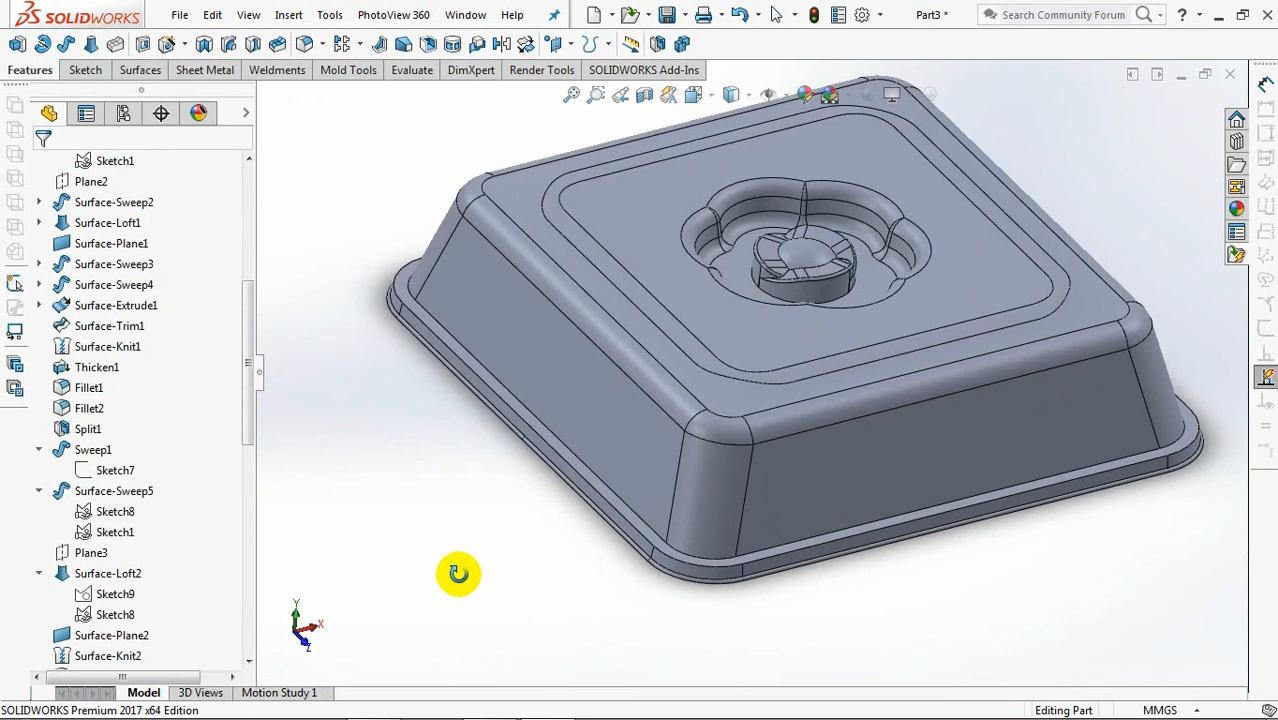 SOLIDWORKS File Edit View Insert Tools PhotoView 360 Window Help Part3 * Search Community Forum ?
Features Sketch Surfaces Sheet Metal Weldments Mold Tools Evaluate DimXpert Render Tools SOLIDWORKS Add-Ins
Sketch1
Plane2
Surface-Sweep2
Surface-Loft1
Surface-Plane1
Surface-Sweep3
Surface-Sweep4
Surface-Extrude1
Surface-Trim1
Surface-Knit1
Thicken1
Fillet1
Fillet2
Split1
Sweep1
Sketch7
Surface-Sweep5
Sketch8
Sketch1
Plane3
Surface-Loft2
Sketch9
Sketch8
Surface-Plane2
Surface-Knit2
Y
X
Z
Model 3D Views Motion Study 1
SOLIDWORKS Premium 2017 x64 Edition Editing Part MMGS